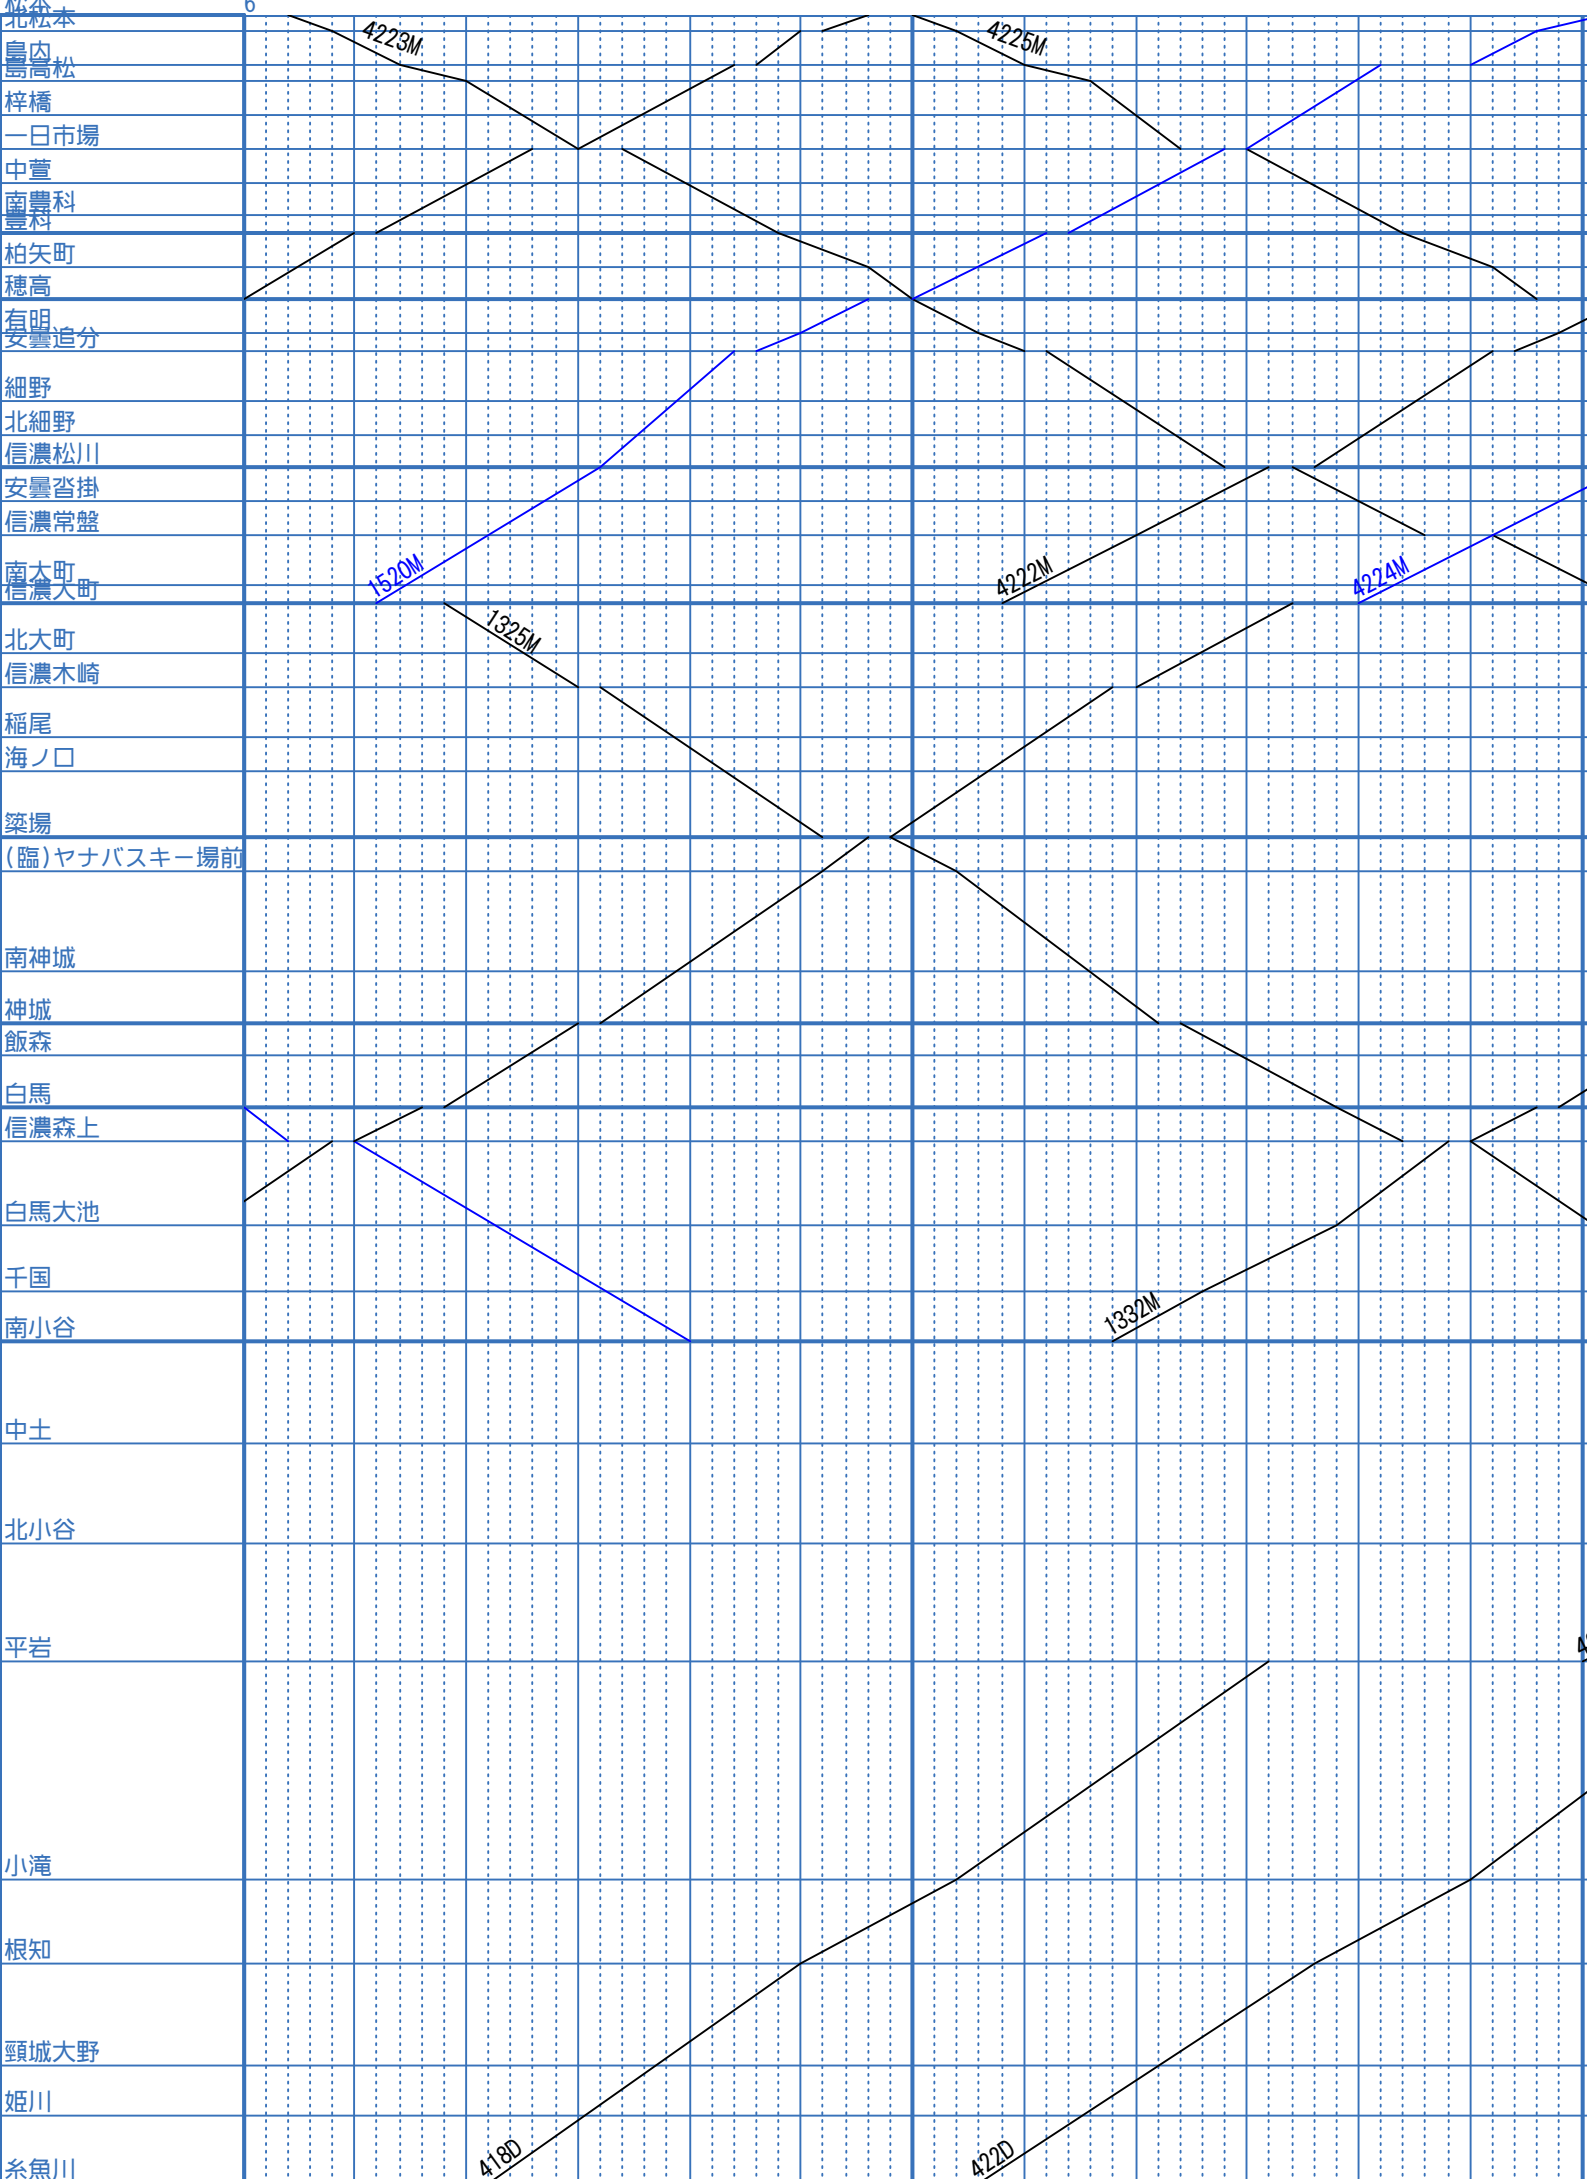 松本
6
北松本
4223M
4225M
島内
島高松
梓橋
一日市場
中萱
南豊科
豊科
柏矢町
穂高
有明
安曇追分
細野
北細野
信濃松川
安曇沓掛
信濃常盤
南大町
1520M
4222M
4224M
信濃大町
北大町
1325M
信濃木崎
稲尾
海ノ口
簗場
(臨)ヤナバスキー場前
南神城
神城
飯森
白馬
信濃森上
白馬大池
千国
南小谷
1332M
中土
北小谷
平岩
小滝
根知
頸城大野
姫川
糸魚川
418D
422D